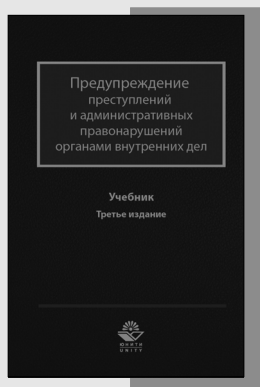 Предупреждение
преступлений
и административных
правонарушений
органами внутренних дел
Учебник
Третье издание
ЮНИТИ
UNITY